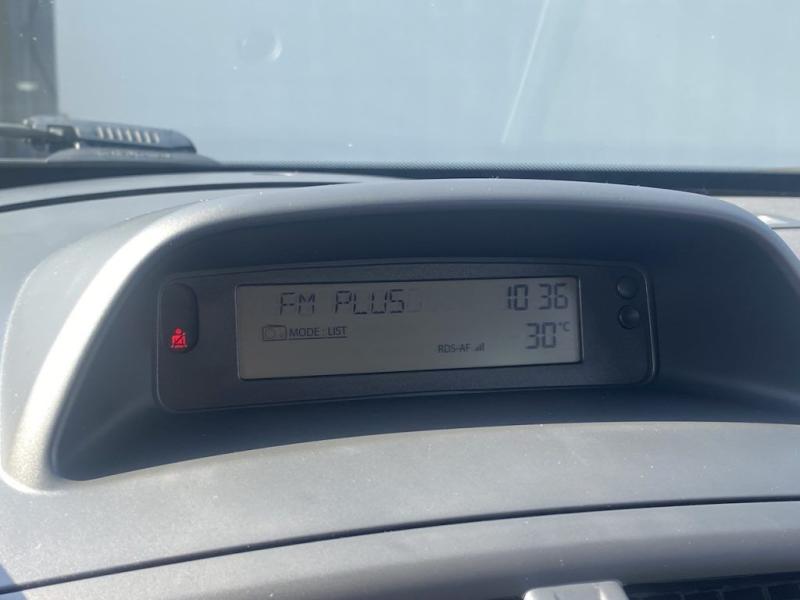 FM PLUS 10 36
MODE : LIST
30°C
RDS-AF